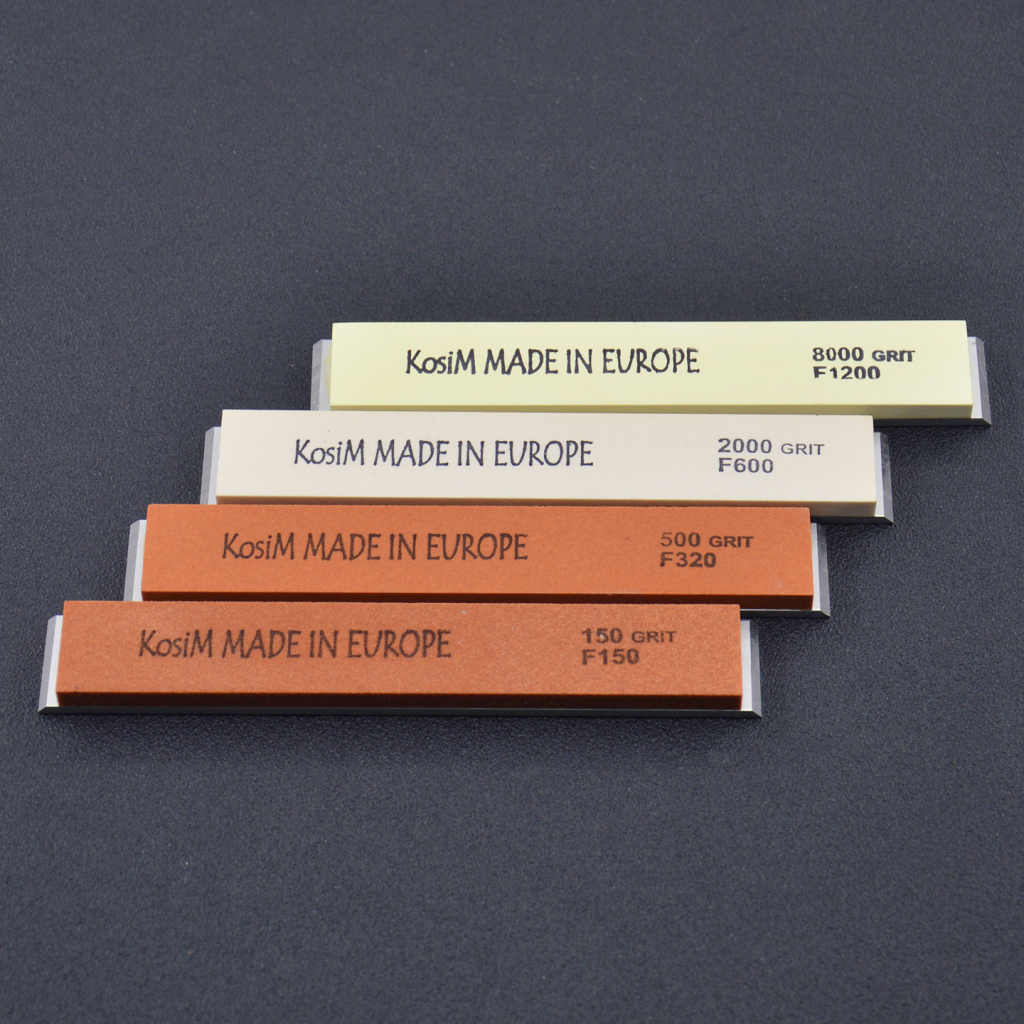 KosiM MADE IN EUROPE
8000 GRIT
F1200
KosiM MADE IN EUROPE
2000 GRIT
F600
KosiM MADE IN EUROPE
500 GRIT
F320
KosiM MADE IN EUROPE
150 GRIT
F150